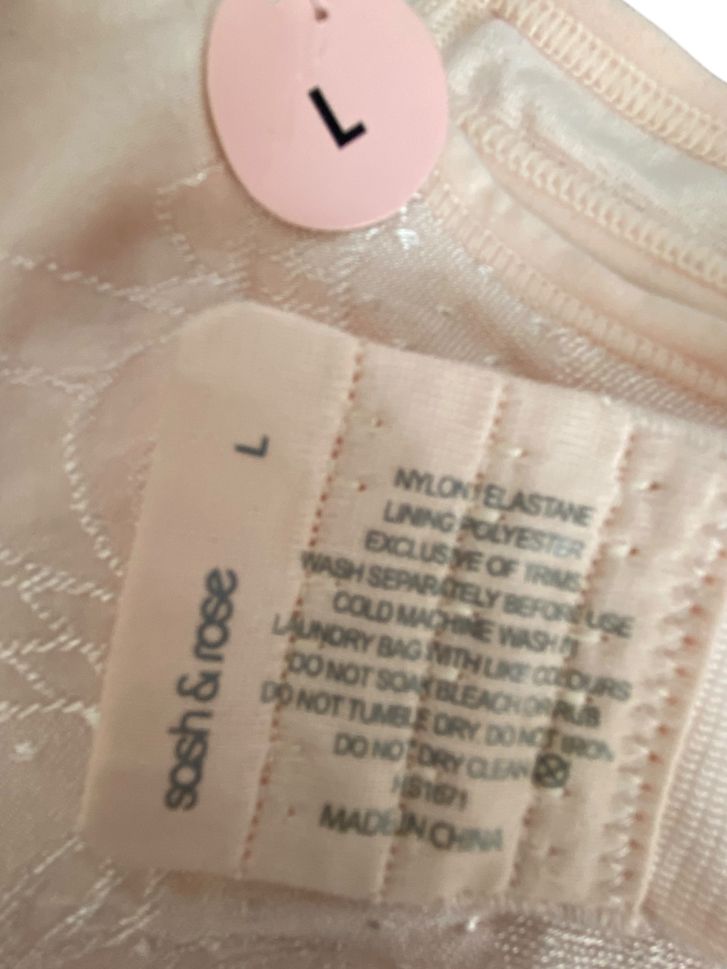 L
L
sash & rose
NYLON ELASTANE
LINING POLYESTER
EXCLUSIVE OF TRIMS
WASH SEPARATELY BEFORE USE
COLD MACHINE WASH IN
LAUNDRY BAG WITH LIKE COLOURS
DO NOT SOAK BLEACH OR RUB
DO NOT TUMBLE DRY. DO NOT IRON
DO NOT DRY CLEAN
MADE IN CHINA